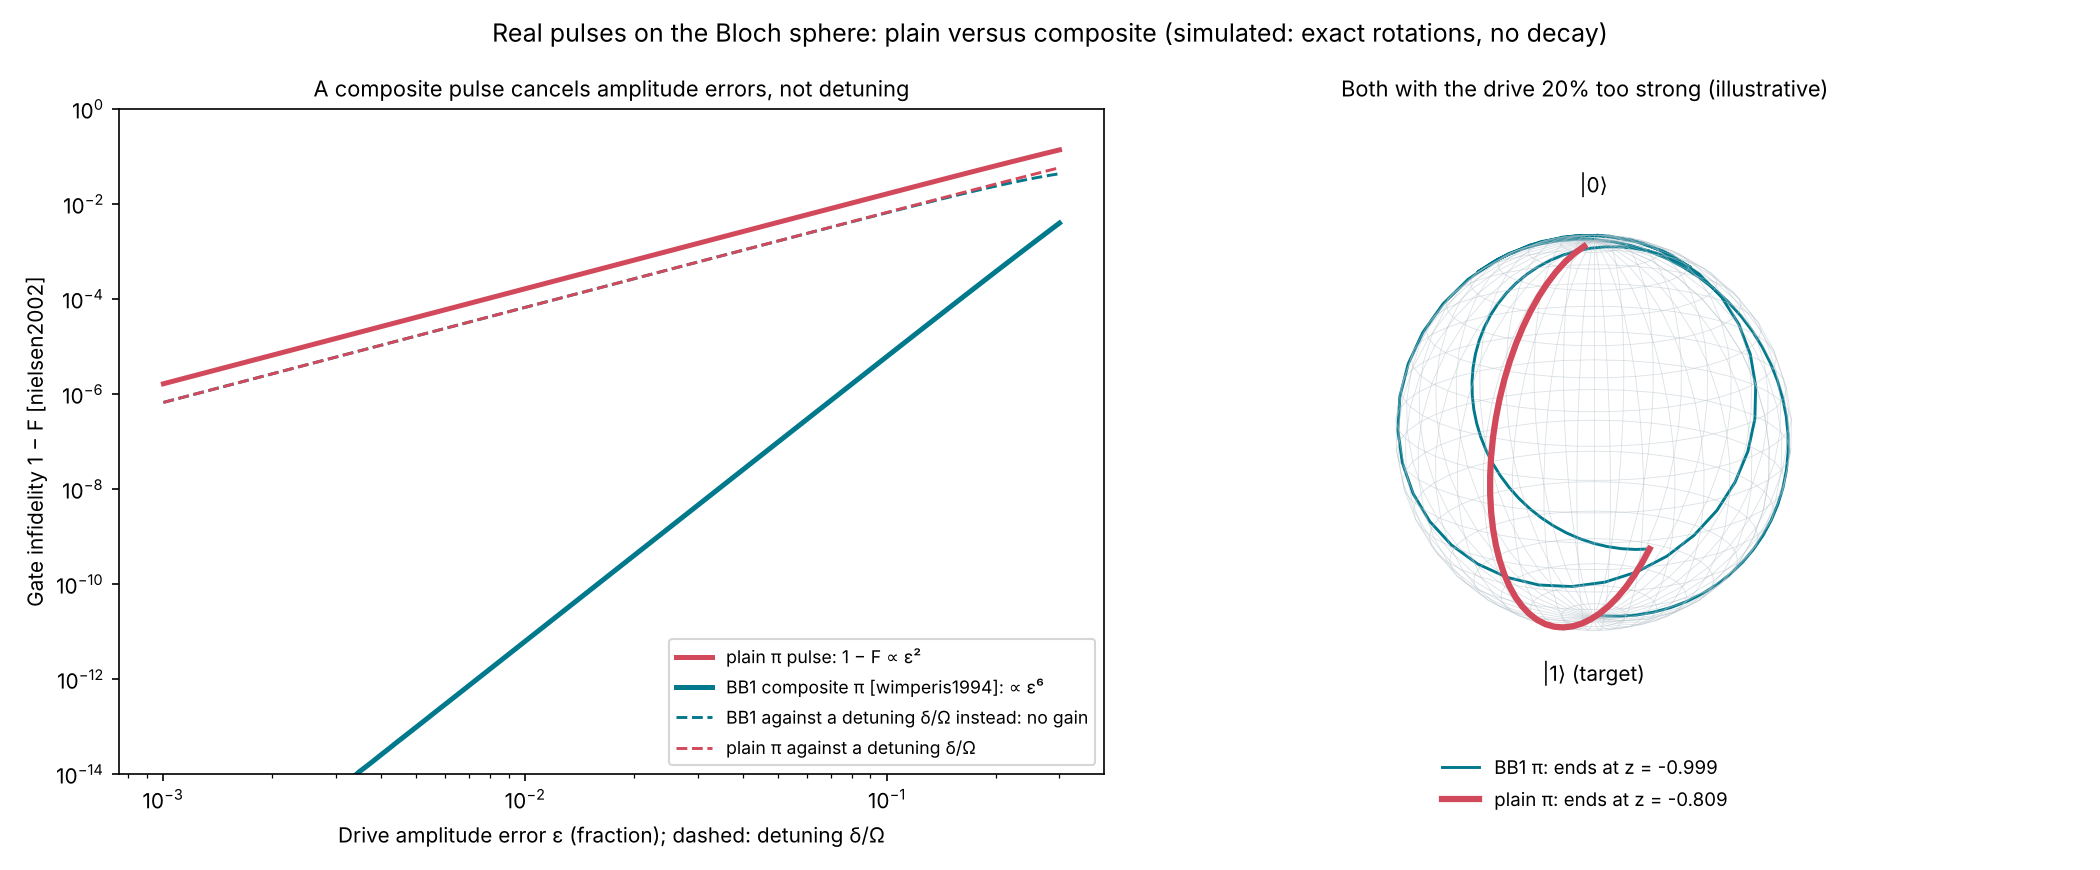 Real pulses on the Bloch sphere: plain versus composite (simulated: exact rotations, no decay)
A composite pulse cancels amplitude errors, not detuning
10⁰
10⁻²
10⁻⁴
10⁻⁶
10⁻⁸
10⁻¹⁰
10⁻¹²
10⁻¹⁴
Gate infidelity 1 − F [nielsen2002]
10⁻³
10⁻²
10⁻¹
Drive amplitude error ε (fraction); dashed: detuning δ/Ω
plain π pulse: 1 − F ∝ ε²
BB1 composite π [wimperis1994]: ∝ ε⁶
BB1 against a detuning δ/Ω instead: no gain
plain π against a detuning δ/Ω
Both with the drive 20% too strong (illustrative)
|0⟩
|1⟩ (target)
BB1 π: ends at z = -0.999
plain π: ends at z = -0.809